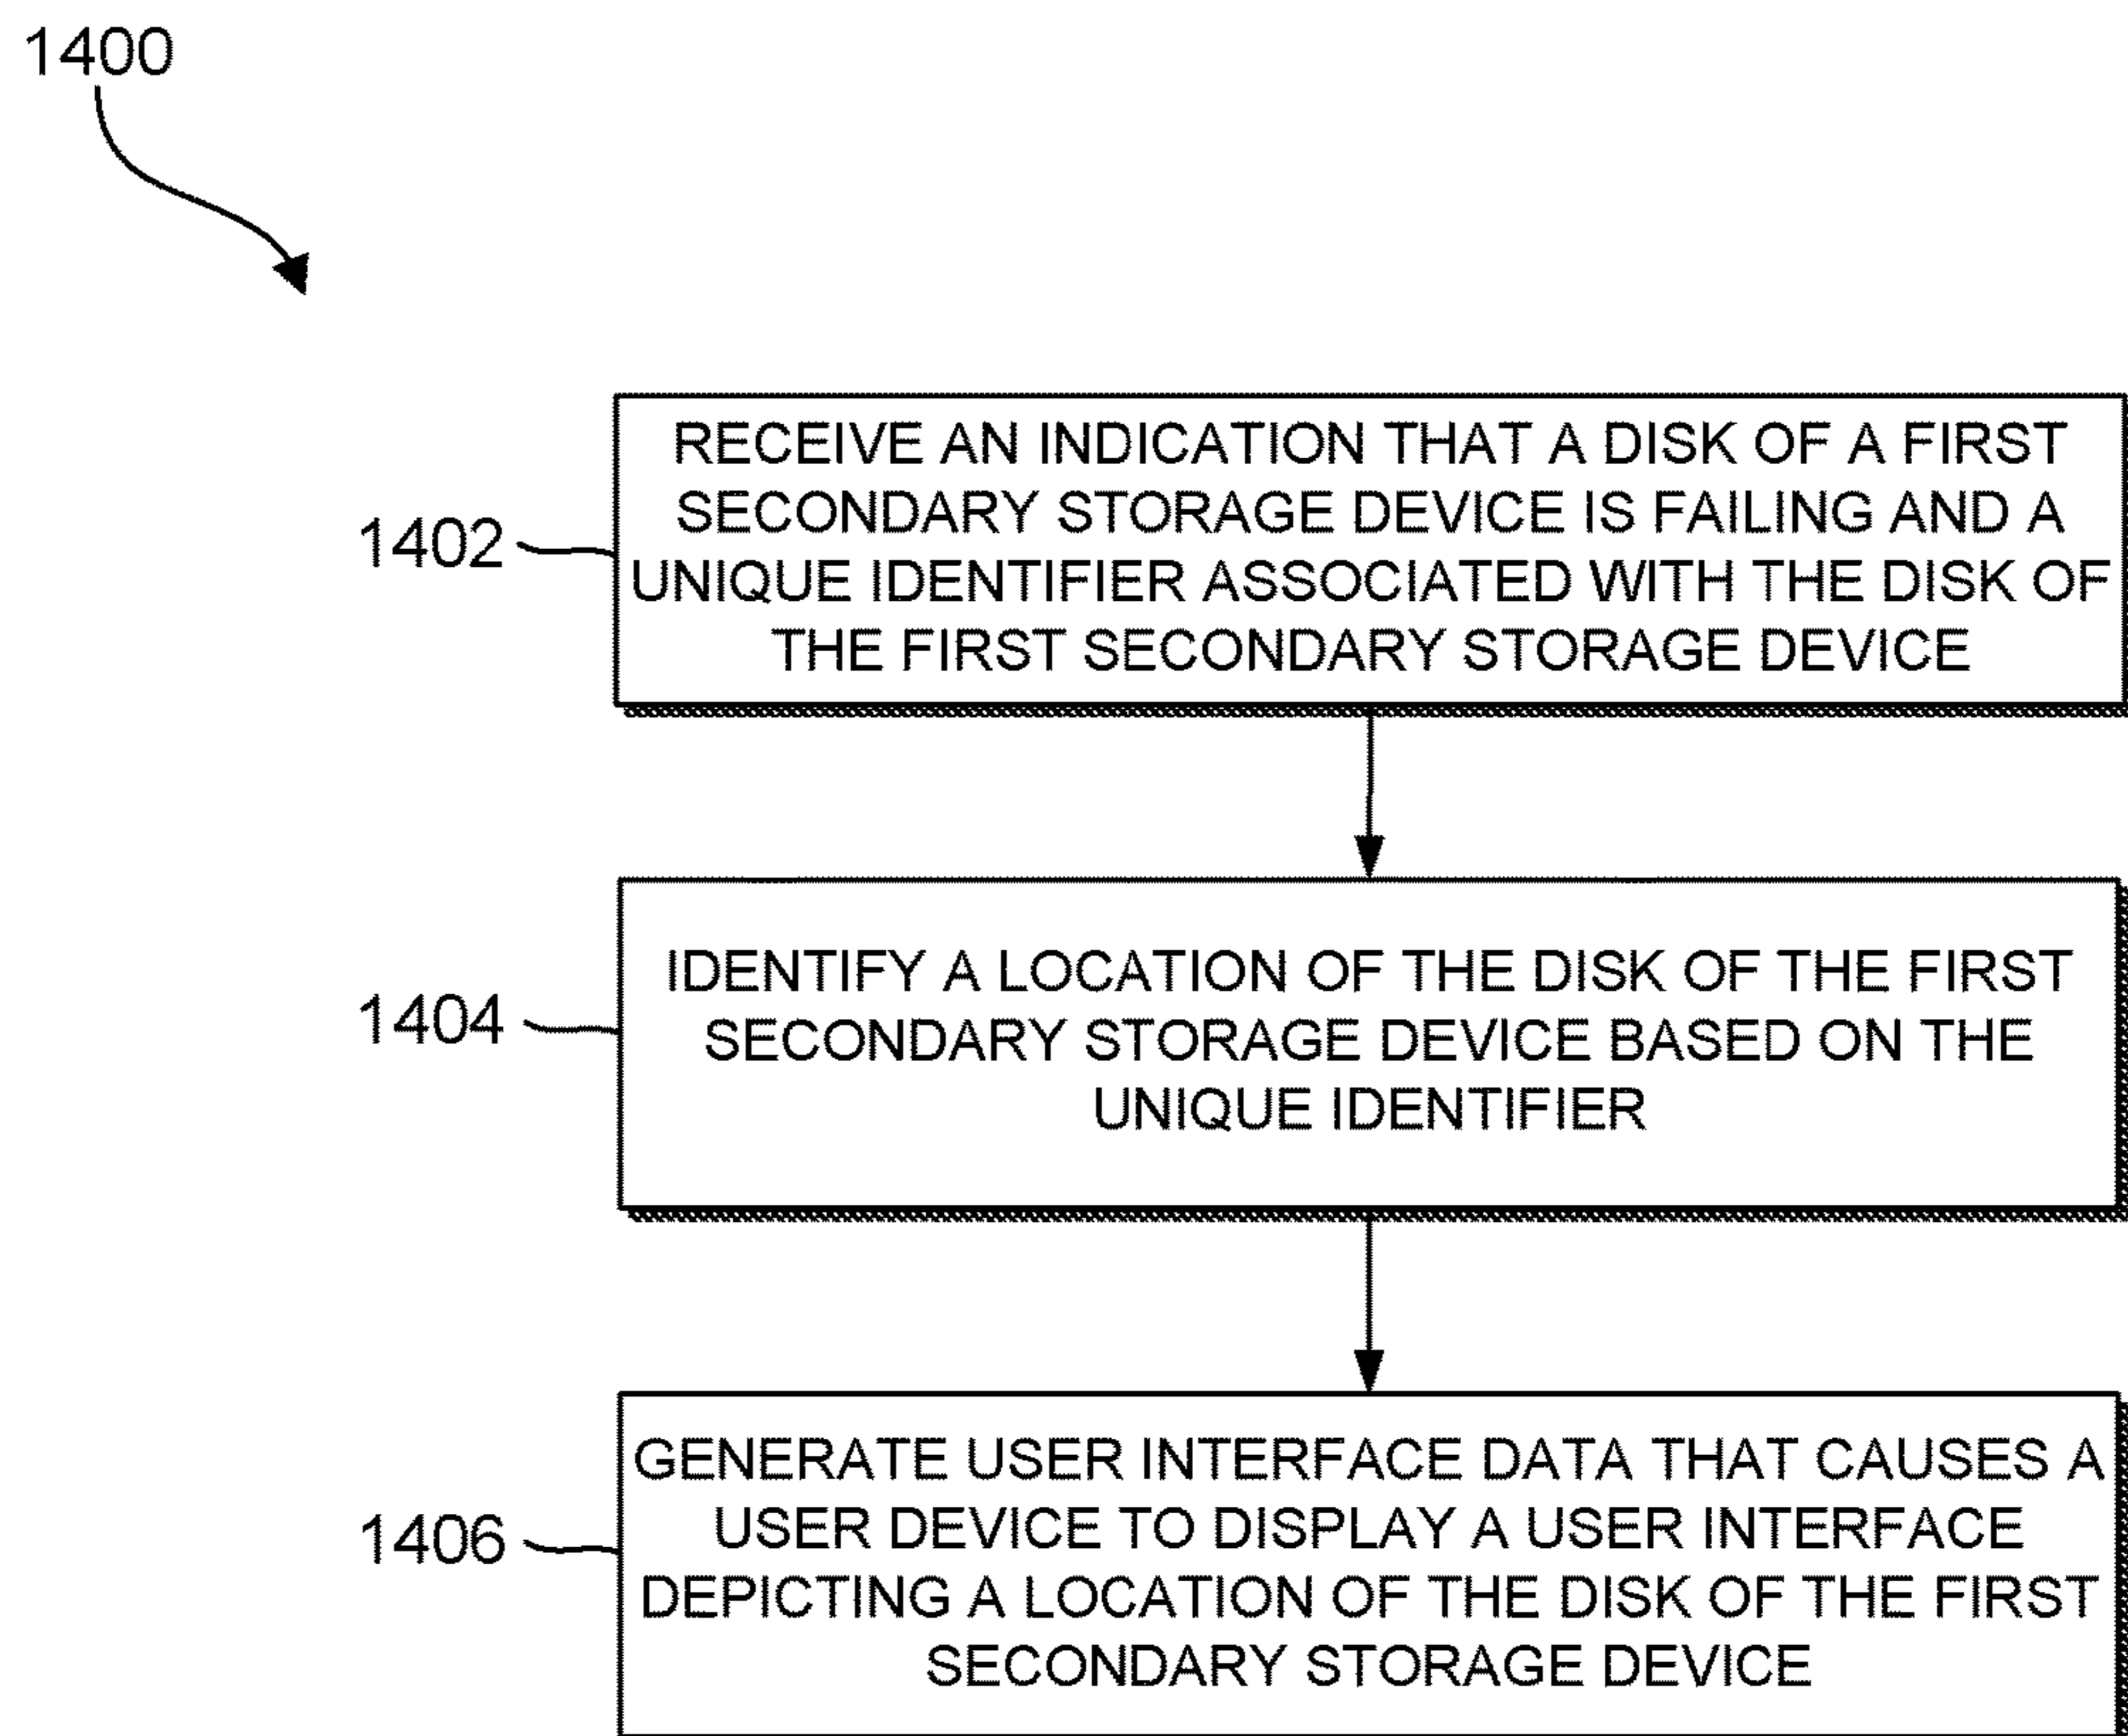 1400
RECEIVE AN INDICATION THAT A DISK OF A FIRST
SECONDARY STORAGE DEVICE IS FAILING AND A
UNIQUE IDENTIFIER ASSOCIATED WITH THE DISK OF
THE FIRST SECONDARY STORAGE DEVICE
1402
IDENTIFY A LOCATION OF THE DISK OF THE FIRST
SECONDARY STORAGE DEVICE BASED ON THE
UNIQUE IDENTIFIER
1404
GENERATE USER INTERFACE DATA THAT CAUSES A
USER DEVICE TO DISPLAY A USER INTERFACE
DEPICTING A LOCATION OF THE DISK OF THE FIRST
SECONDARY STORAGE DEVICE
1406